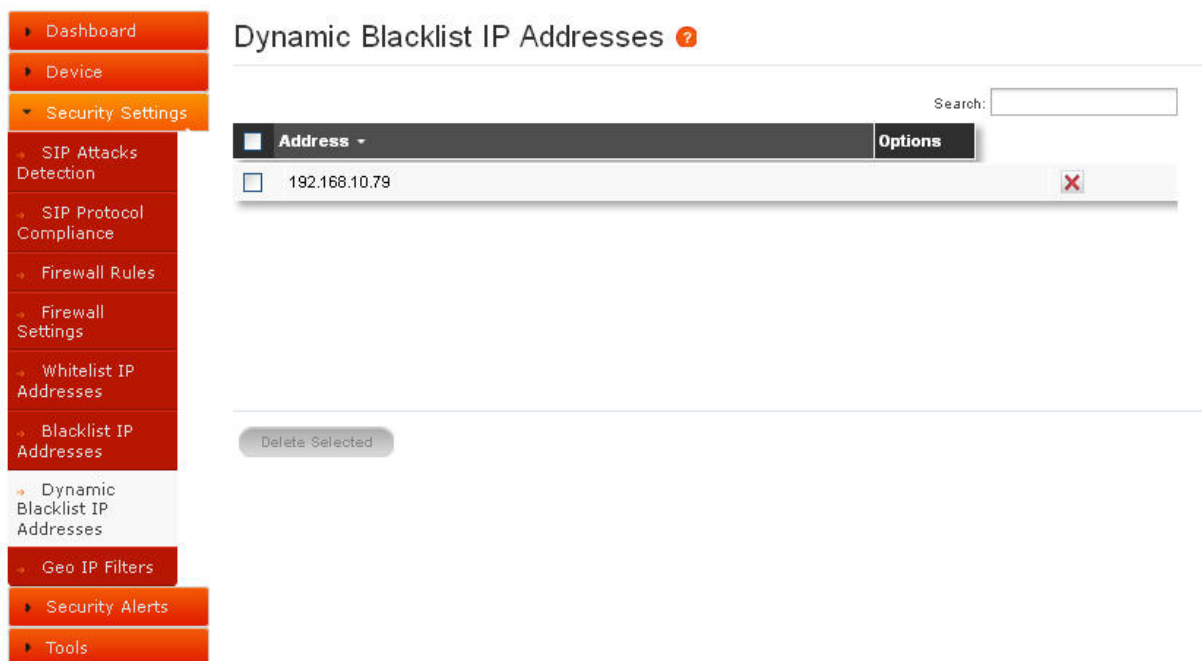 Dashboard
Device
Security Settings
SIP Attacks
Detection
SIP Protocol
Compliance
Firewall Rules
Firewall
Settings
Whitelist IP
Addresses
Blacklist IP
Addresses
Dynamic
Blacklist IP
Addresses
Geo IP Filters
Security Alerts
Tools
Dynamic Blacklist IP Addresses ?
Search:
Address Options
192.168.10.79
Delete Selected